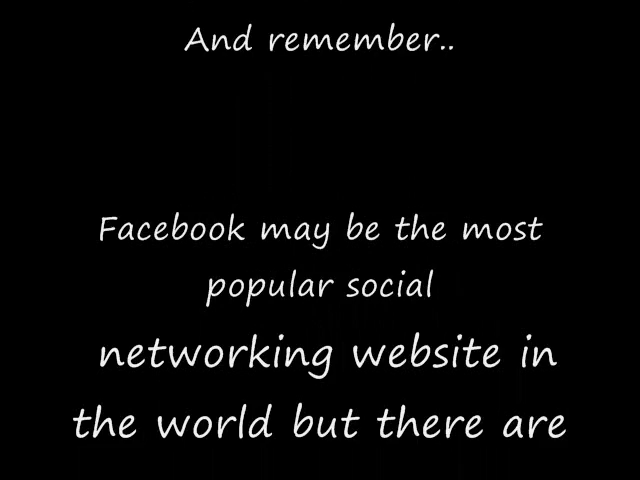 And remember..
Facebook may be the most
popular social
networking website in
the world but there are